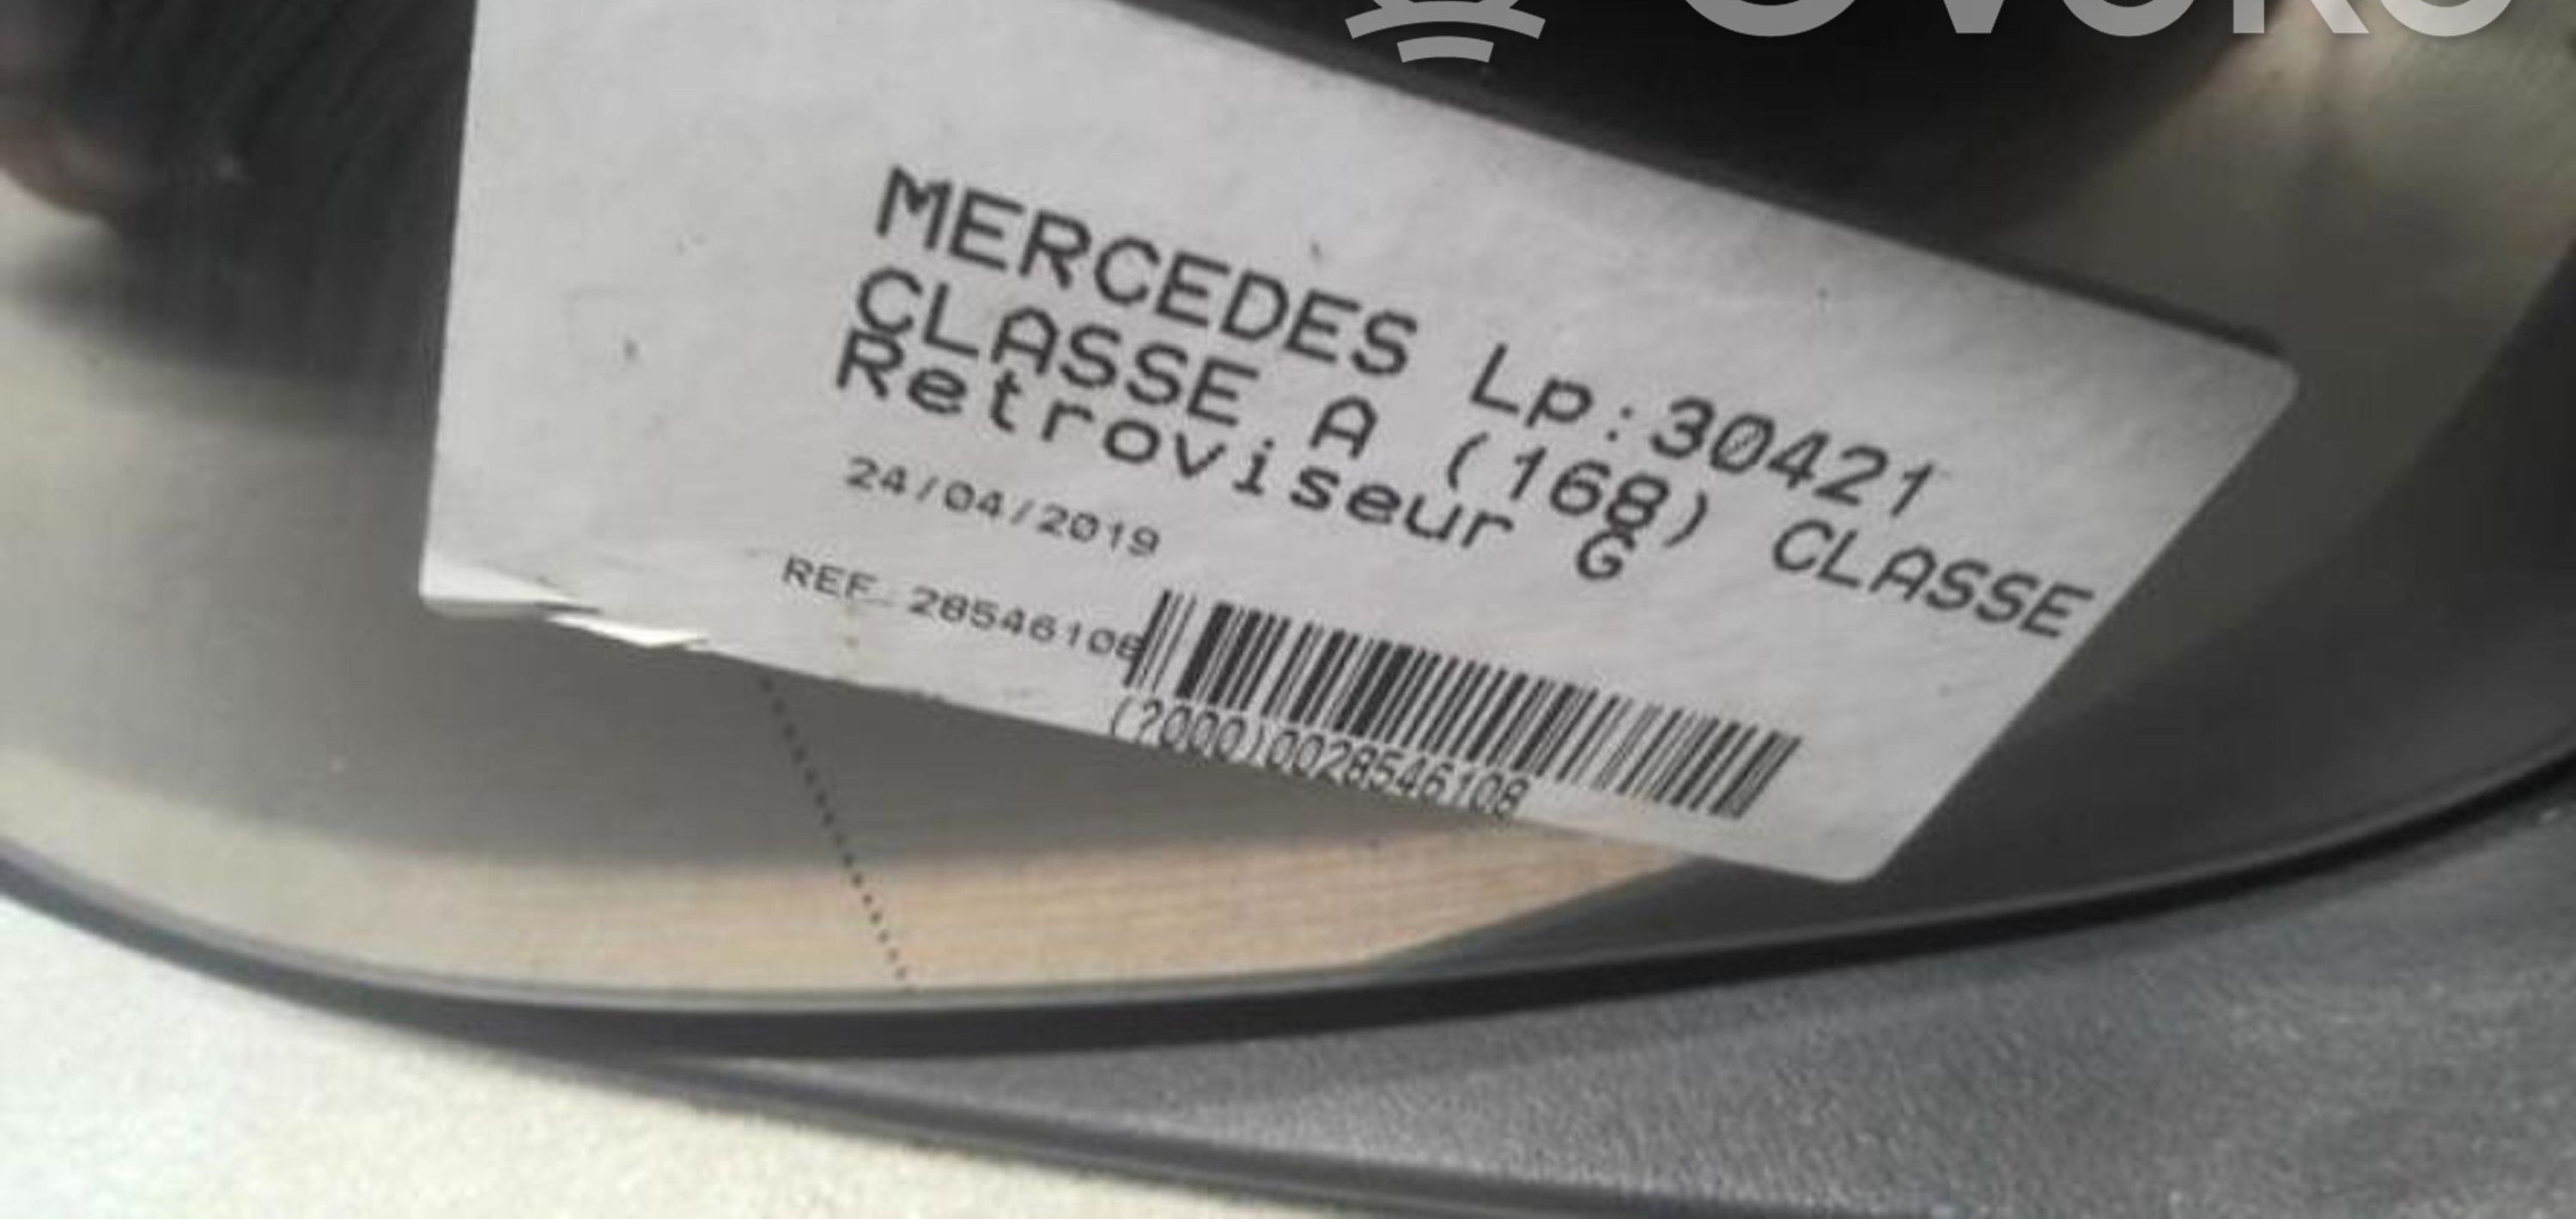 MERCEDES Lp:30421
CLASSE A (168) CLASSE
Retroviseur G
24/04/2019
REF 28546108
(2000)0028546108